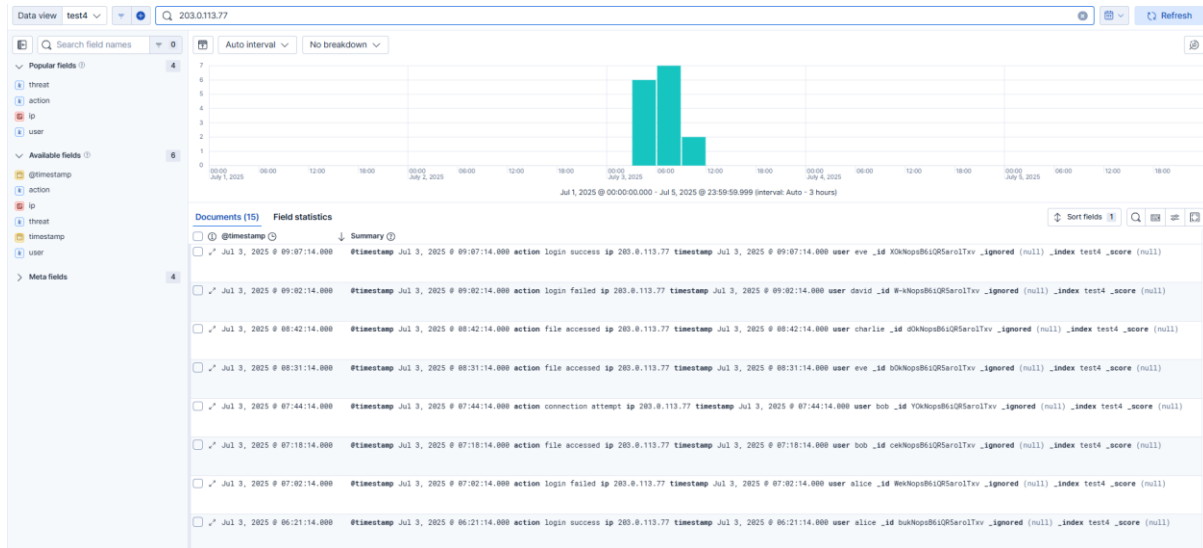 Data view test4 203.0.113.77 Refresh
Search field names 0 Auto interval No breakdown
Popular fields 4
threat
action
ip
user
Available fields 6
@timestamp
action
ip
threat
timestamp
user
Meta fields 4
7
6
5
4
3
2
1
0
00:00 06:00 12:00 18:00 00:00 06:00 12:00 18:00 00:00 06:00 12:00 18:00 00:00 06:00 12:00 18:00 00:00 06:00 12:00 18:00
July 1, 2025 July 2, 2025 July 3, 2025 July 4, 2025 July 5, 2025
Jul 1, 2025 @ 00:00:00.000 - Jul 5, 2025 @ 23:59:59.999 (interval: Auto - 3 hours)
Documents (15) Field statistics Sort fields 1
@timestamp Summary
Jul 3, 2025 @ 09:07:14.000 @timestamp Jul 3, 2025 @ 09:07:14.000 action login success ip 203.0.113.77 timestamp Jul 3, 2025 @ 09:07:14.000 user eve _id XOkNopsB6iQR5arolTxv _ignored (null) _index test4 _score (null)
Jul 3, 2025 @ 09:02:14.000 @timestamp Jul 3, 2025 @ 09:02:14.000 action login failed ip 203.0.113.77 timestamp Jul 3, 2025 @ 09:02:14.000 user david _id W-kNopsB6iQR5arolTxv _ignored (null) _index test4 _score (null)
Jul 3, 2025 @ 08:42:14.000 @timestamp Jul 3, 2025 @ 08:42:14.000 action file accessed ip 203.0.113.77 timestamp Jul 3, 2025 @ 08:42:14.000 user charlie _id dOkNopsB6iQR5arolTxv _ignored (null) _index test4 _score (null)
Jul 3, 2025 @ 08:31:14.000 @timestamp Jul 3, 2025 @ 08:31:14.000 action file accessed ip 203.0.113.77 timestamp Jul 3, 2025 @ 08:31:14.000 user eve _id bOkNopsB6iQR5arolTxv _ignored (null) _index test4 _score (null)
Jul 3, 2025 @ 07:44:14.000 @timestamp Jul 3, 2025 @ 07:44:14.000 action connection attempt ip 203.0.113.77 timestamp Jul 3, 2025 @ 07:44:14.000 user bob _id YOkNopsB6iQR5arolTxv _ignored (null) _index test4 _score (null)
Jul 3, 2025 @ 07:18:14.000 @timestamp Jul 3, 2025 @ 07:18:14.000 action file accessed ip 203.0.113.77 timestamp Jul 3, 2025 @ 07:18:14.000 user bob _id cekNopsB6iQR5arolTxv _ignored (null) _index test4 _score (null)
Jul 3, 2025 @ 07:02:14.000 @timestamp Jul 3, 2025 @ 07:02:14.000 action login failed ip 203.0.113.77 timestamp Jul 3, 2025 @ 07:02:14.000 user alice _id WekNopsB6iQR5arolTxv _ignored (null) _index test4 _score (null)
Jul 3, 2025 @ 06:21:14.000 @timestamp Jul 3, 2025 @ 06:21:14.000 action login success ip 203.0.113.77 timestamp Jul 3, 2025 @ 06:21:14.000 user alice _id bukNopsB6iQR5arolTxv _ignored (null) _index test4 _score (null)